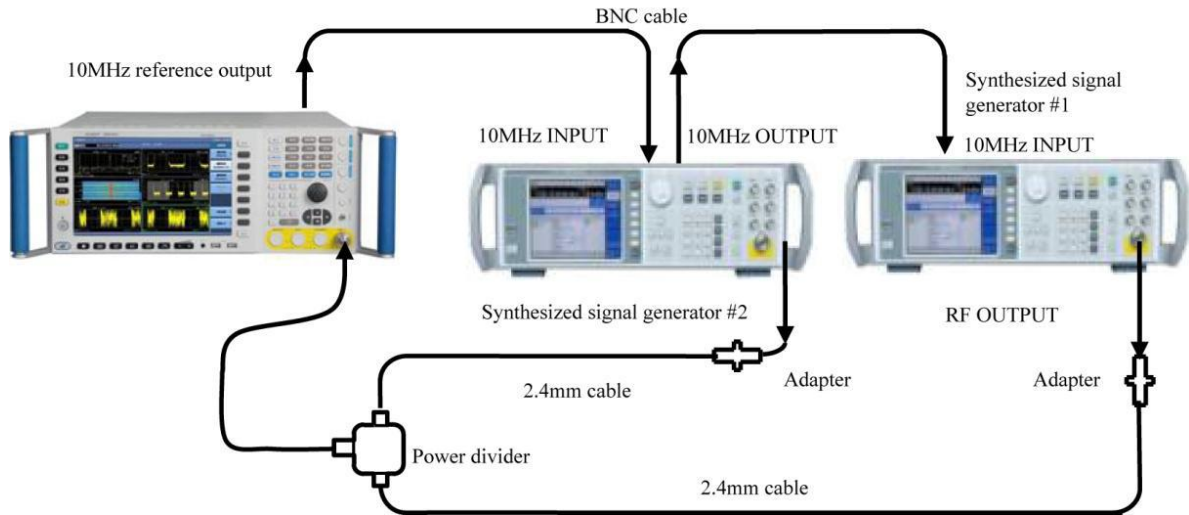 BNC cable
10MHz reference output
Synthesized signal
generator #1
10MHz INPUT
10MHz OUTPUT
10MHz INPUT
Synthesized signal generator #2
RF OUTPUT
Adapter
Adapter
2.4mm cable
Power divider
2.4mm cable